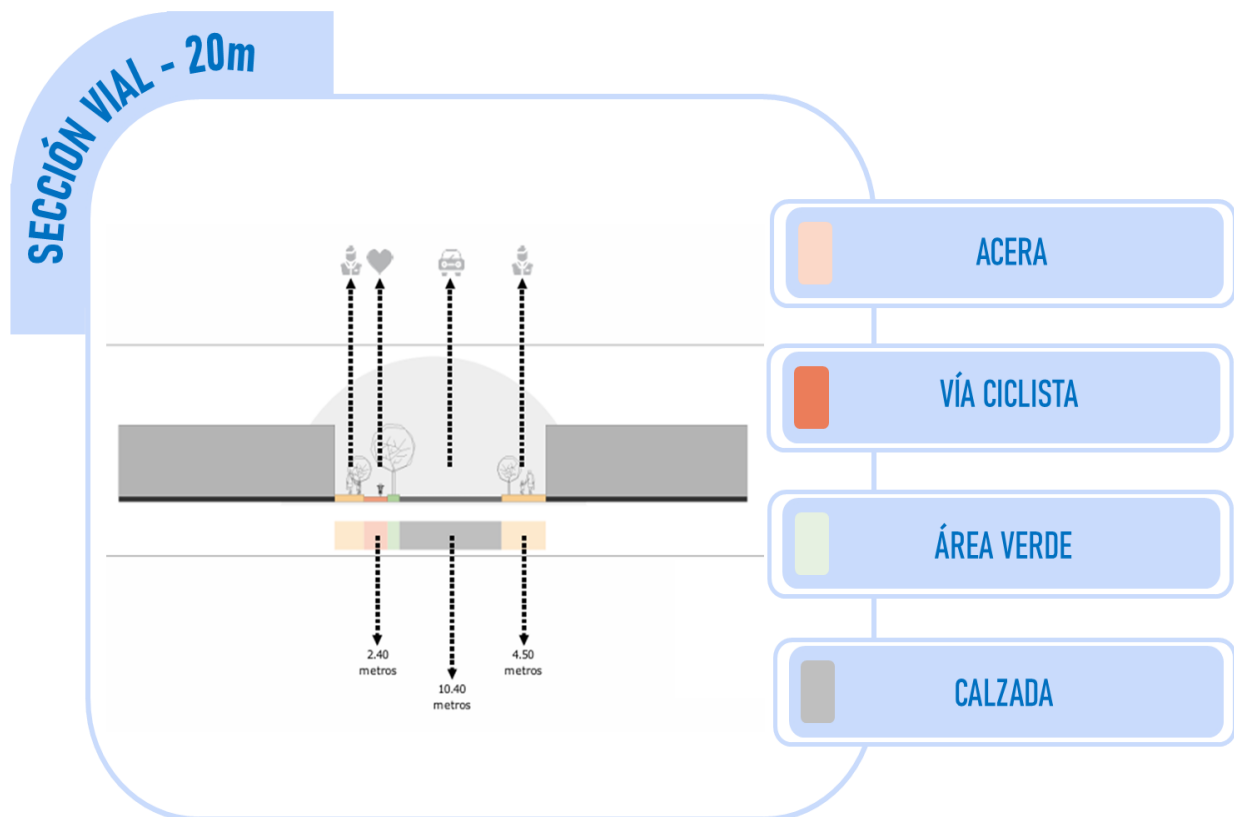 SECCIÓN VIAL - 20m
ACERA
VÍA CICLISTA
ÁREA VERDE
CALZADA
2.40
metros
10.40
metros
4.50
metros